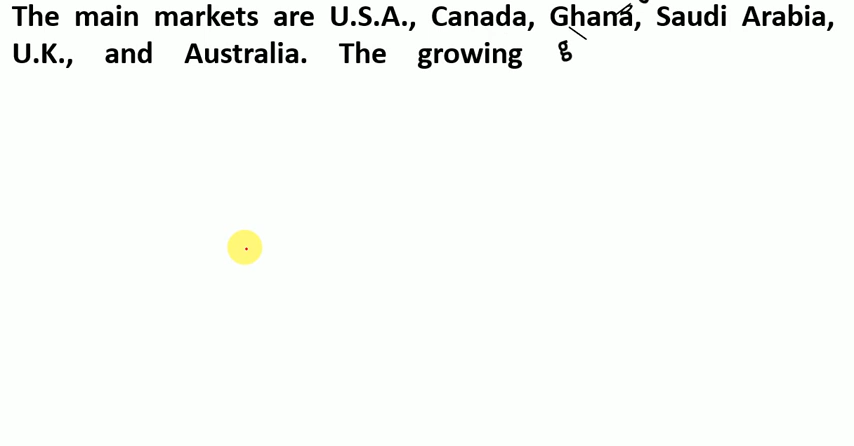 The main markets are U.S.A., Canada, Ghana, Saudi Arabia,
U.K., and Australia. The growing g